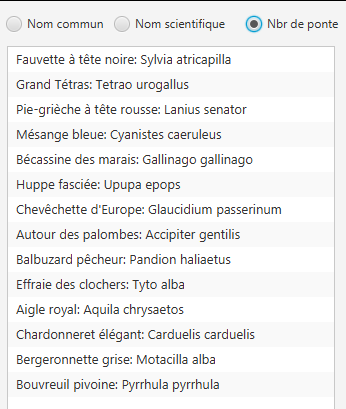 Nom commun Nom scientifique Nbr de ponte
Fauvette à tête noire: Sylvia atricapilla
Grand Tétras: Tetrao urogallus
Pie-grièche à tête rousse: Lanius senator
Mésange bleue: Cyanistes caeruleus
Bécassine des marais: Gallinago gallinago
Huppe fasciée: Upupa epops
Chevêchette d'Europe: Glaucidium passerinum
Autour des palombes: Accipiter gentilis
Balbuzard pêcheur: Pandion haliaetus
Effraie des clochers: Tyto alba
Aigle royal: Aquila chrysaetos
Chardonneret élégant: Carduelis carduelis
Bergeronnette grise: Motacilla alba
Bouvreuil pivoine: Pyrrhula pyrrhula